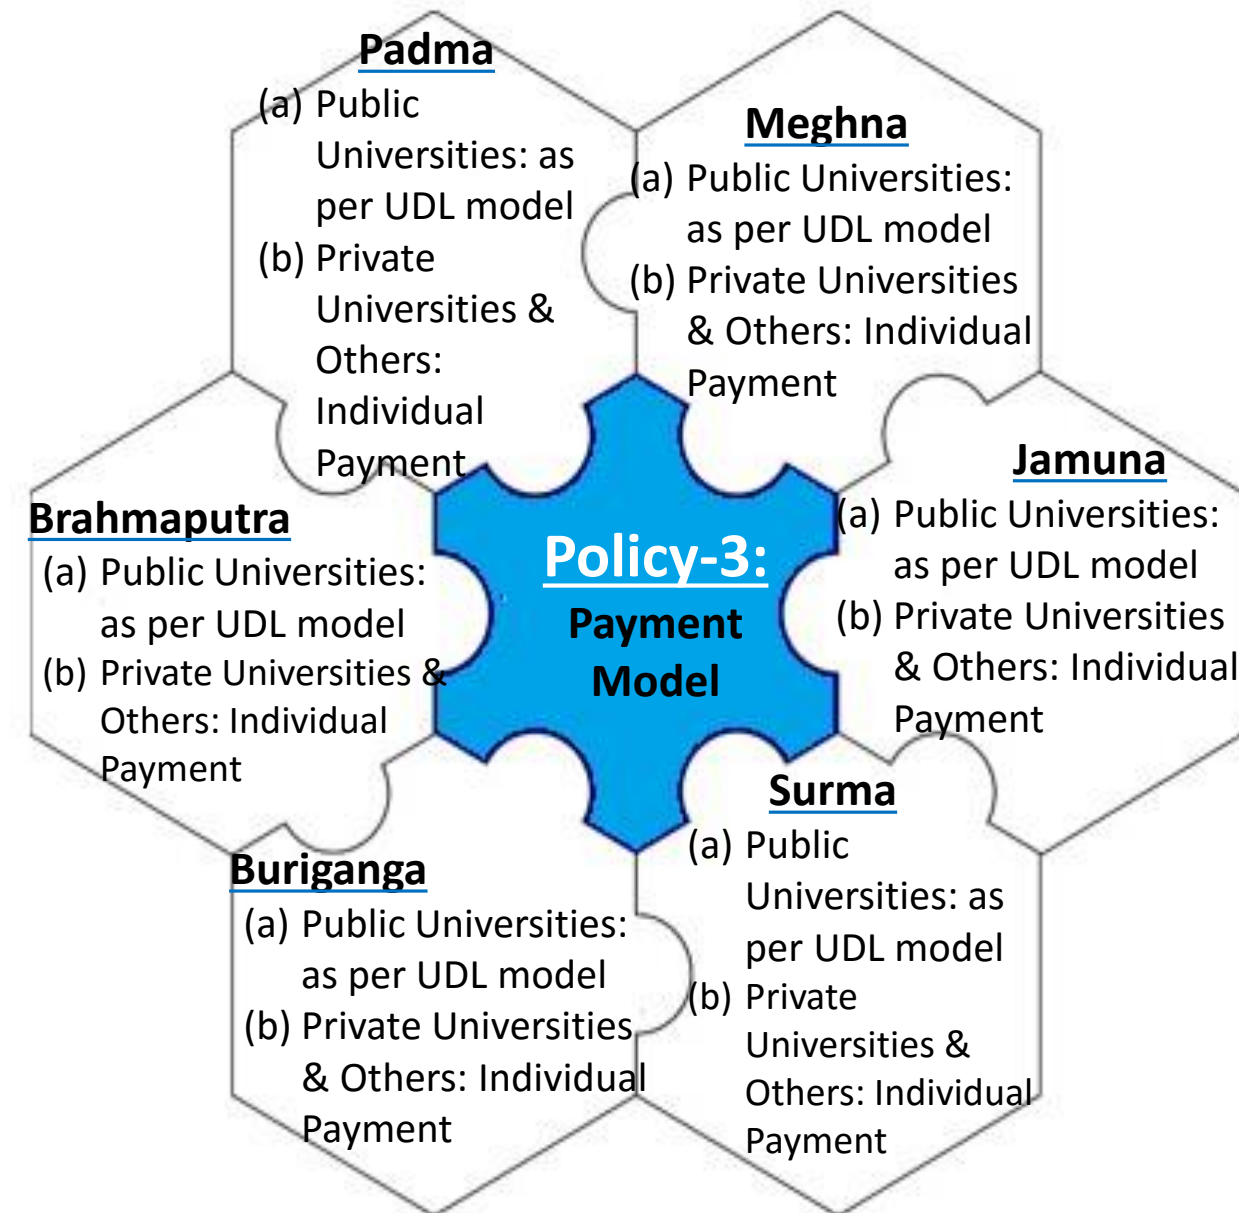 Padma
(a) Public
Universities: as
per UDL model
(b) Private
Universities &
Others:
Individual
Payment
Meghna
(a) Public Universities:
as per UDL model
(b) Private Universities
& Others: Individual
Payment
Jamuna
(a) Public Universities:
as per UDL model
(b) Private Universities
& Others: Individual
Payment
Brahmaputra
(a) Public Universities:
as per UDL model
(b) Private Universities &
Others: Individual
Payment
Policy-3:
Payment
Model
Surma
(a) Public
Universities: as
per UDL model
(b) Private
Universities &
Others: Individual
Payment
Buriganga
(a) Public Universities:
as per UDL model
(b) Private Universities
& Others: Individual
Payment